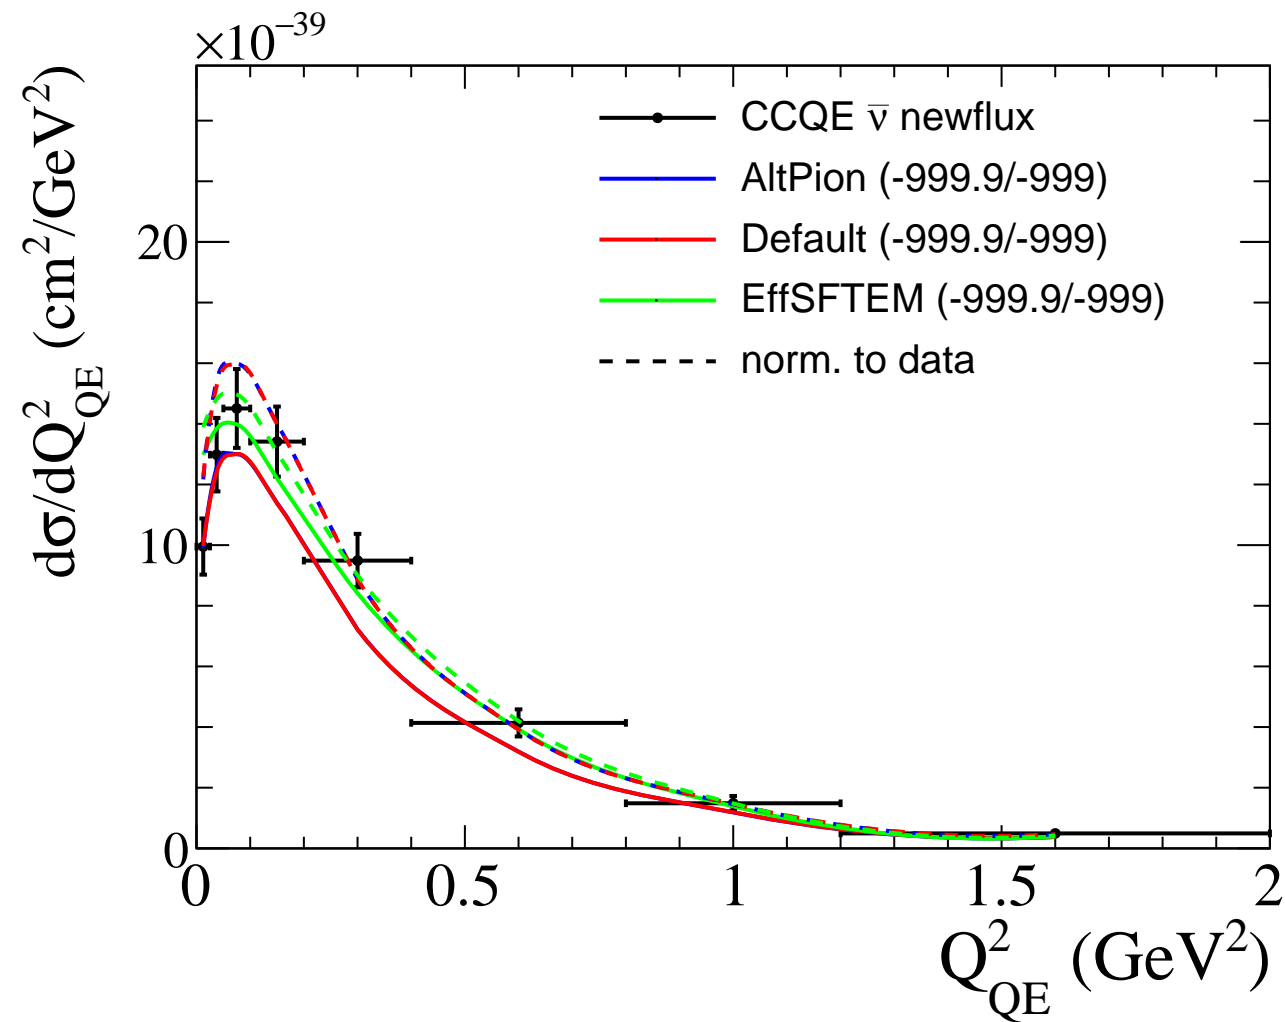 ×10⁻³⁹
dσ/dQ²_QE (cm²/GeV²)
CCQE ν̅ newflux
AltPion (-999.9/-999)
Default (-999.9/-999)
EffSFTEM (-999.9/-999)
norm. to data
20
10
0
0 0.5 1 1.5 2
Q²_QE (GeV²)